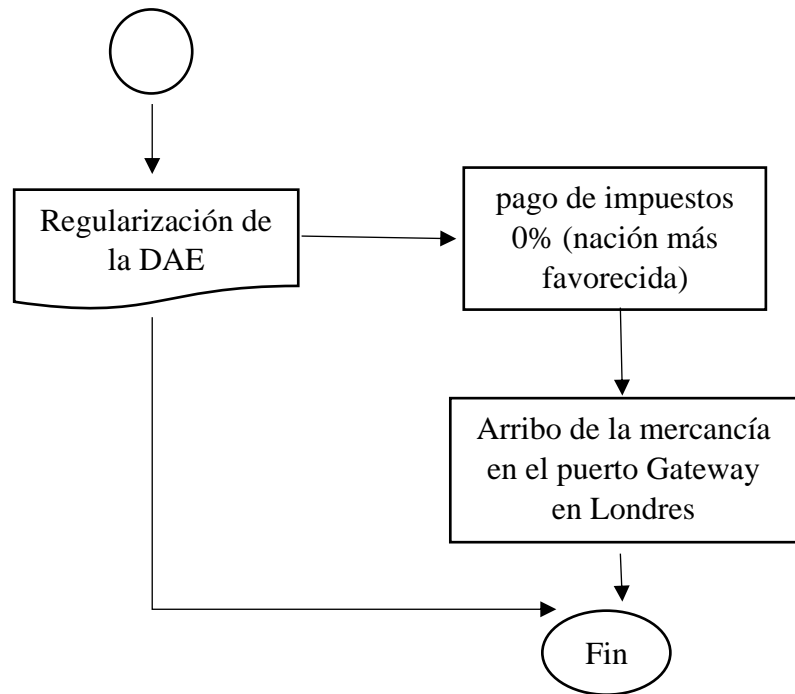 Regularización de
la DAE
pago de impuestos
0% (nación más
favorecida)
Arribo de la mercancía
en el puerto Gateway
en Londres
Fin